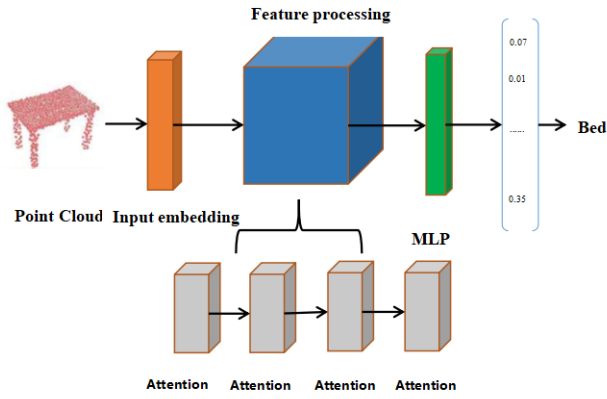 Feature processing
0.07
0.01
......
0.35
Bed
Point Cloud
Input embedding
MLP
Attention
Attention
Attention
Attention